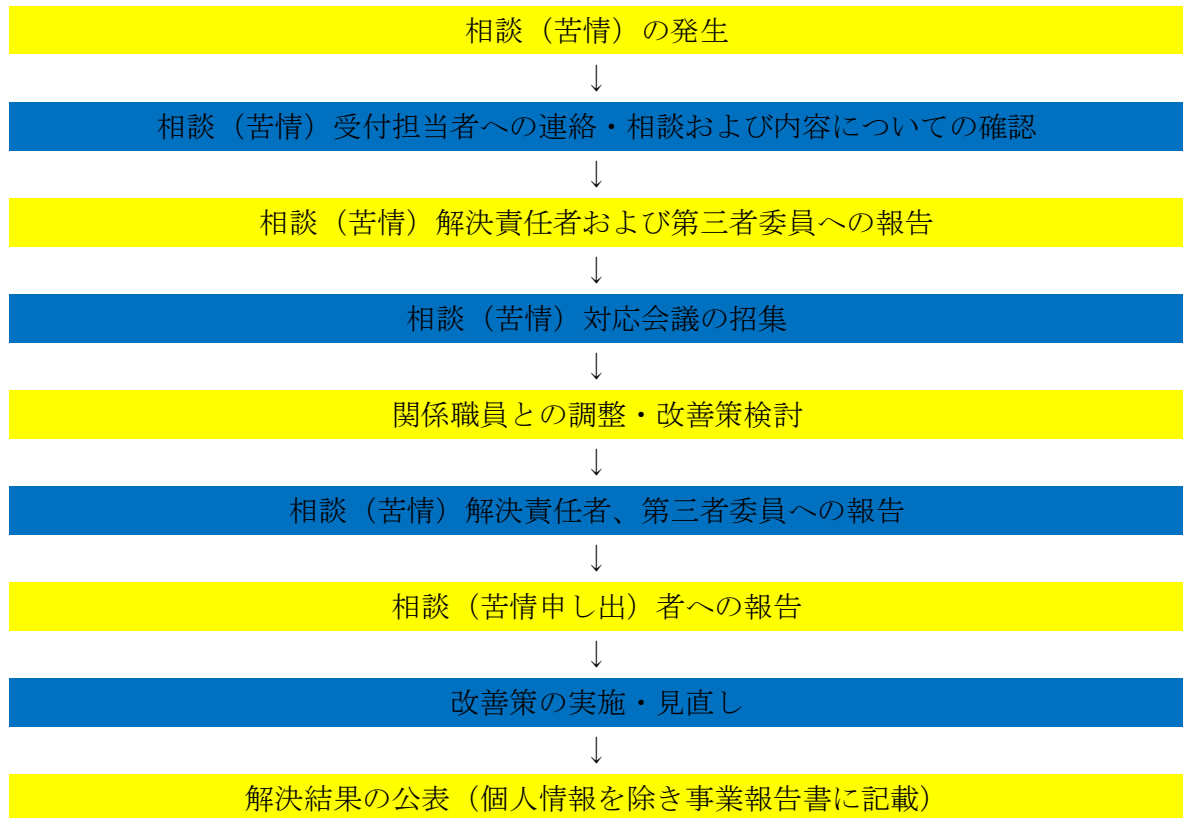 相談（苦情）の発生
↓
相談（苦情）受付担当者への連絡・相談および内容についての確認
↓
相談（苦情）解決責任者および第三者委員への報告
↓
相談（苦情）対応会議の招集
↓
関係職員との調整・改善策検討
↓
相談（苦情）解決責任者、第三者委員への報告
↓
相談（苦情申し出）者への報告
↓
改善策の実施・見直し
↓
解決結果の公表（個人情報を除き事業報告書に記載）